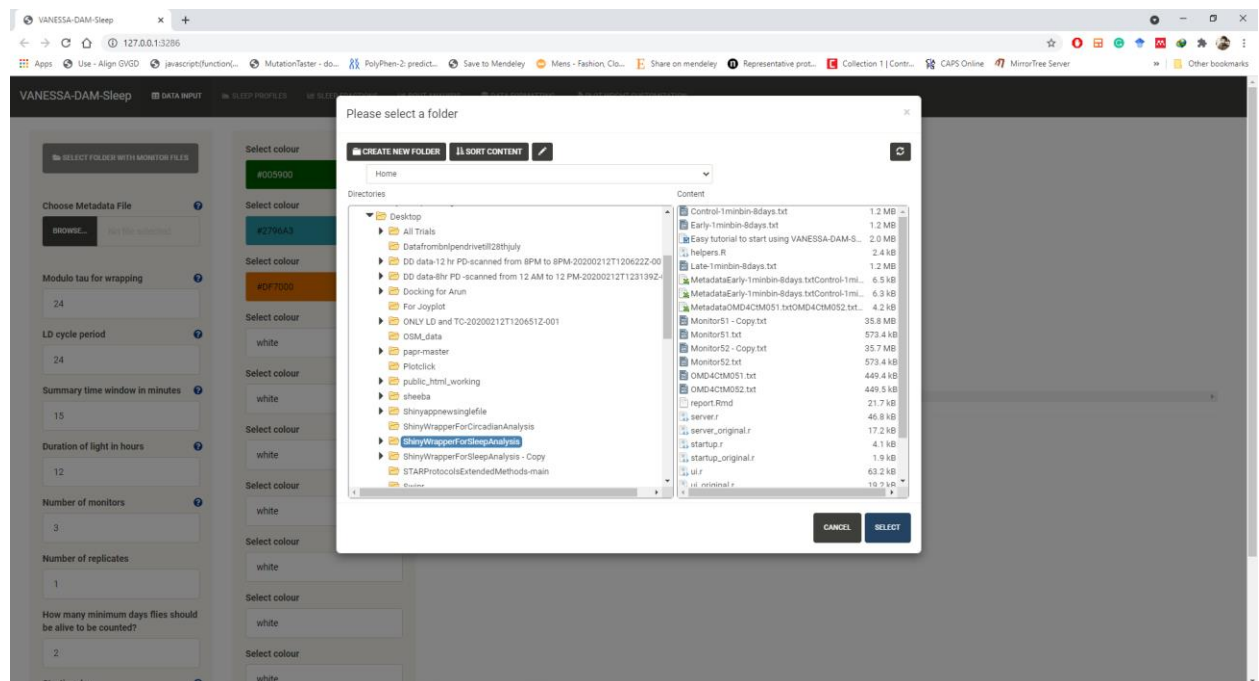 VANESSA-DAM-Sleep
127.0.0.1:3286
Apps Use - Align GVGD javascript:(function(... MutationTaster - do... PolyPhen-2: predict... Save to Mendeley Mens - Fashion, Clo... Share on mendeley Representative prot... Collection 1 | Contr... CAPS Online MirrorTree Server » Other bookmarks
VANESSA-DAM-Sleep DATA INPUT SLEEP PROFILES
Please select a folder
CREATE NEW FOLDER SORT CONTENT
Home
Directories
Desktop
All Trials
Datafrombnlpendrivetill28thjuly
DD data-12 hr PD-scanned from 8PM to 8PM-20200212T120622Z-00
DD data-8hr PD -scanned from 12 AM to 12 PM-20200212T123139Z-
Docking for Arun
For Joyplot
ONLY LD and TC-20200212T120651Z-001
OSM_data
papr-master
Plotclick
public_html_working
sheeba
Shinyappnewsinglefile
ShinyWrapperForCircadianAnalysis
ShinyWrapperForSleepAnalysis
ShinyWrapperForSleepAnalysis - Copy
STARProtocolsExtendedMethods-main
Content
Control-1minbin-8days.txt 1.2 MB
Early-1minbin-8days.txt 1.2 MB
Easy tutorial to start using VANESSA-DAM-S... 2.0 MB
helpers.R 2.4 kB
Late-1minbin-8days.txt 1.2 MB
MetadataEarly-1minbin-8days.txtControl-1mi... 6.5 kB
MetadataEarly-1minbin-8days.txtControl-1mi... 6.3 kB
MetadataOMD4CtM051.txtOMD4CtM052.txt... 4.2 kB
Monitor51 - Copy.txt 35.8 MB
Monitor51.txt 573.4 kB
Monitor52 - Copy.txt 35.7 MB
Monitor52.txt 573.4 kB
OMD4CtM051.txt 449.4 kB
OMD4CtM052.txt 449.5 kB
report.Rmd 21.7 kB
server.r 46.8 kB
server_original.r 17.2 kB
startup.r 4.1 kB
startup_original.r 1.9 kB
ui.r 63.2 kB
ui_original.r 19.2 kB
CANCEL SELECT
SELECT FOLDER WITH MONITOR FILES
Choose Metadata File
BROWSE...
Modulo tau for wrapping
24
LD cycle period
24
Summary time window in minutes
15
Duration of light in hours
12
Number of monitors
3
Number of replicates
1
How many minimum days flies should
be alive to be counted?
2
Select colour
#005900
Select colour
#2796A3
Select colour
#DF7000
Select colour
white
Select colour
white
Select colour
white
Select colour
white
Select colour
white
Select colour
white
Select colour
white